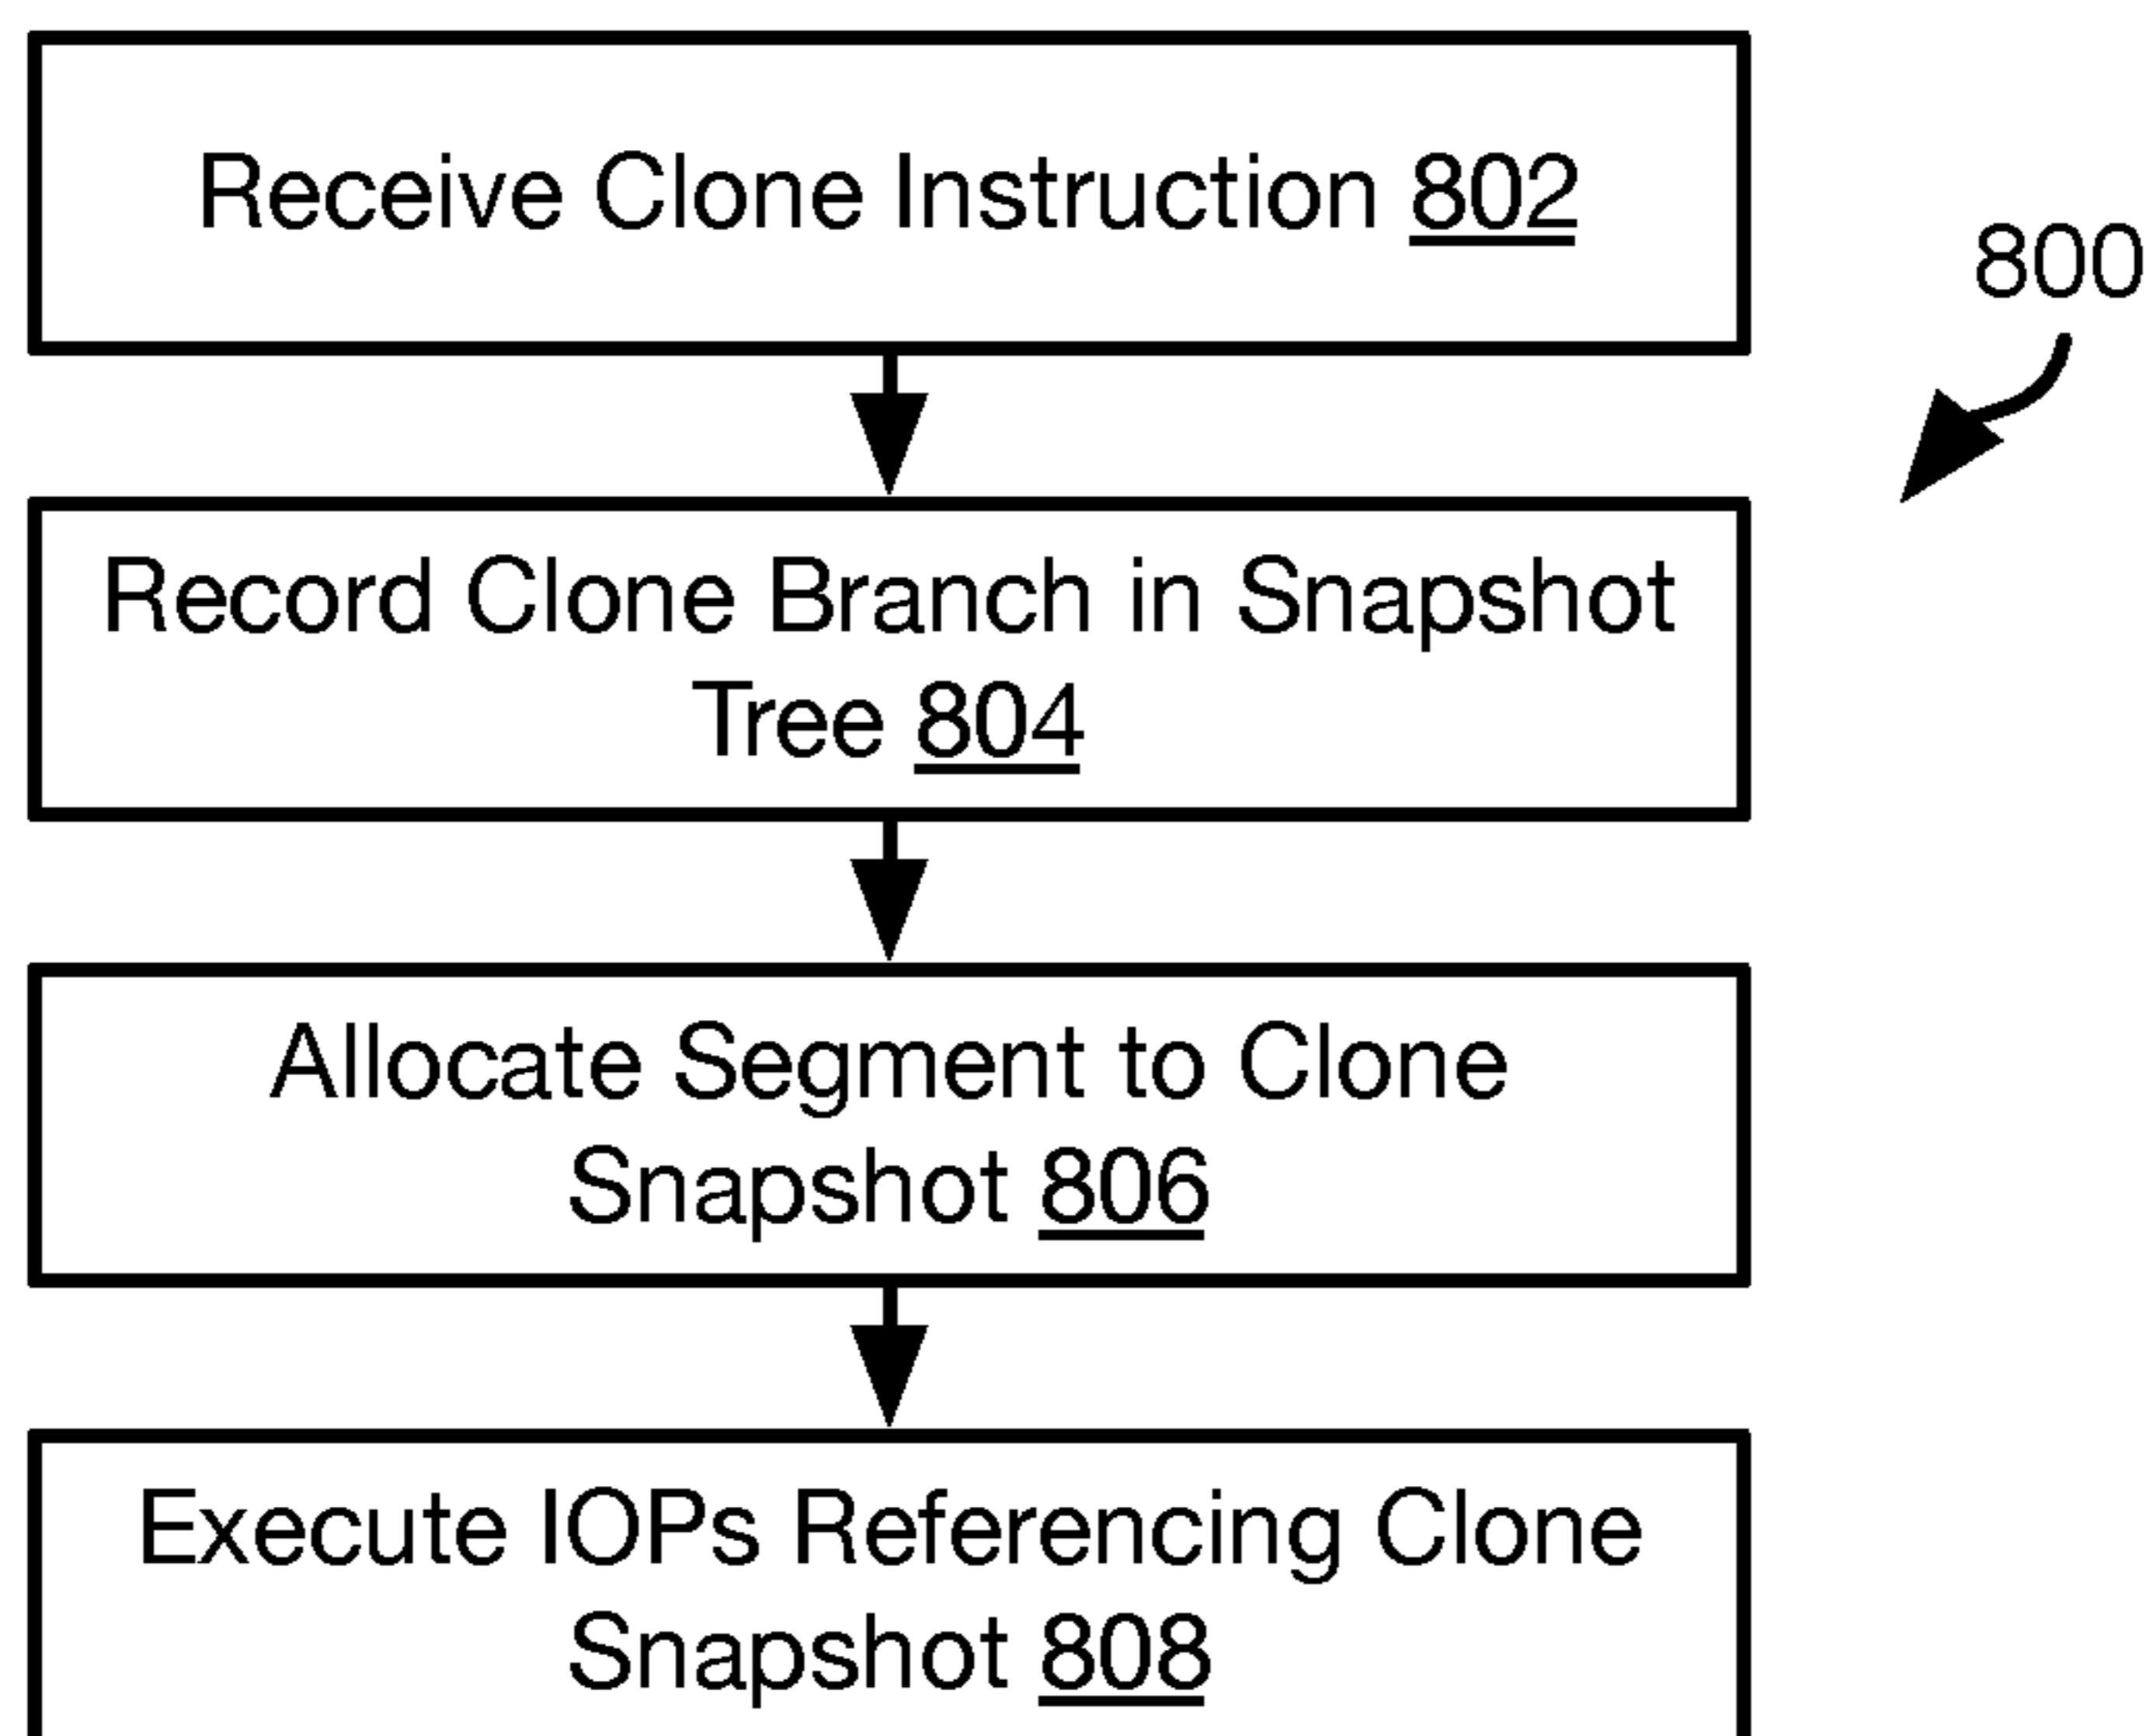 Receive Clone Instruction 802
800
Record Clone Branch in Snapshot
Tree 804
Allocate Segment to Clone
Snapshot 806
Execute IOPs Referencing Clone
Snapshot 808